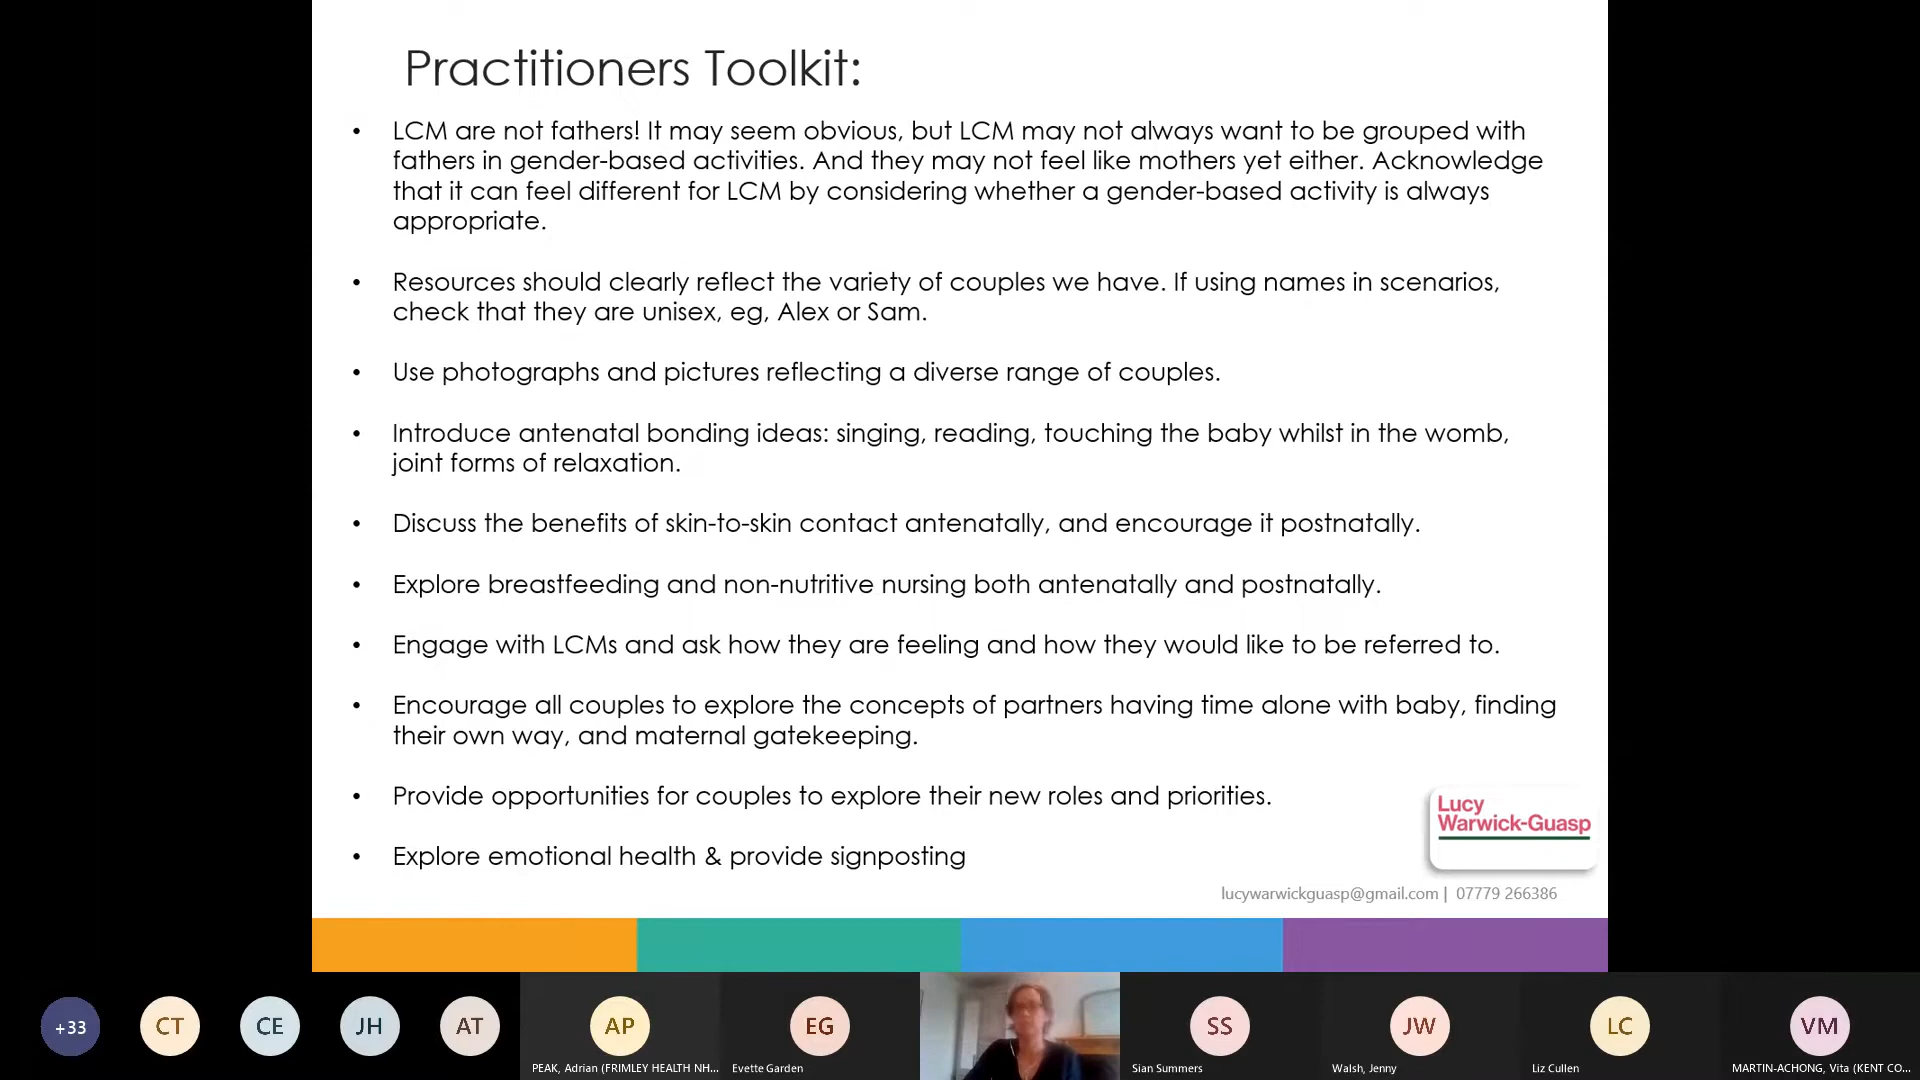 Practitioners Toolkit:
• LCM are not fathers! It may seem obvious, but LCM may not always want to be grouped with
fathers in gender-based activities. And they may not feel like mothers yet either. Acknowledge
that it can feel different for LCM by considering whether a gender-based activity is always
appropriate.
• Resources should clearly reflect the variety of couples we have. If using names in scenarios,
check that they are unisex, eg, Alex or Sam.
• Use photographs and pictures reflecting a diverse range of couples.
• Introduce antenatal bonding ideas: singing, reading, touching the baby whilst in the womb,
joint forms of relaxation.
• Discuss the benefits of skin-to-skin contact antenatally, and encourage it postnatally.
• Explore breastfeeding and non-nutritive nursing both antenatally and postnatally.
• Engage with LCMs and ask how they are feeling and how they would like to be referred to.
• Encourage all couples to explore the concepts of partners having time alone with baby, finding
their own way, and maternal gatekeeping.
• Provide opportunities for couples to explore their new roles and priorities.
• Explore emotional health & provide signposting
Lucy
Warwick-Guasp
lucywarwickguasp@gmail.com | 07779 266386
+33
CT
CE
JH
AT
AP
EG
SS
JW
LC
VM
PEAK, Adrian (FRIMLEY HEALTH NH...
Evette Garden
Sian Summers
Walsh, Jenny
Liz Cullen
MARTIN-ACHONG, Vita (KENT CO...